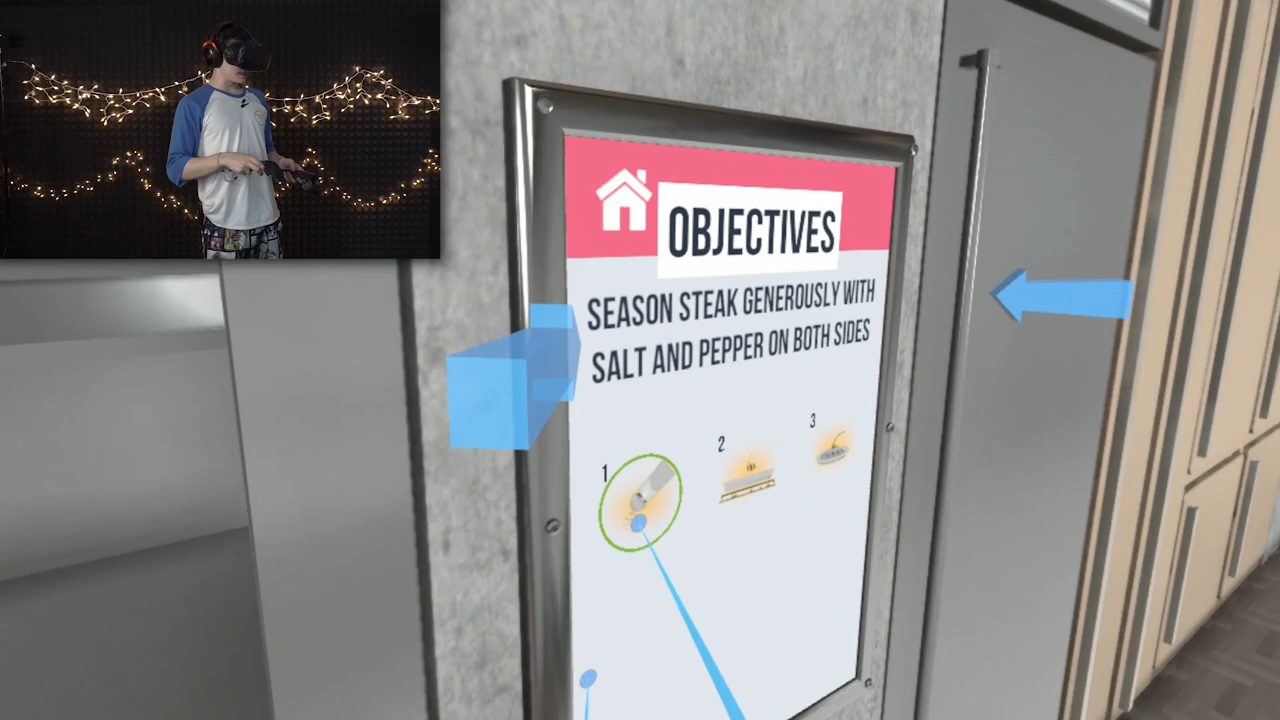 OBJECTIVES
SEASON STEAK GENEROUSLY WITH
SALT AND PEPPER ON BOTH SIDES
1
2
3